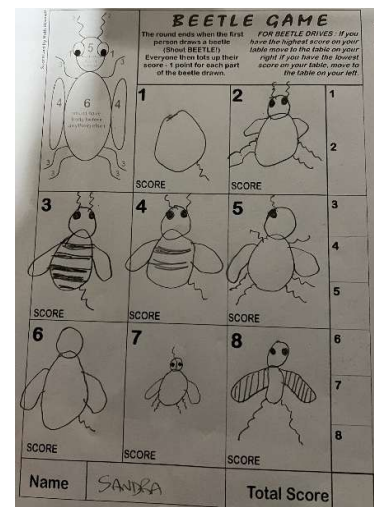 BEETLE GAME
The round ends when the first
person draws a beetle
(Shout BEETLE!)
Everyone then tots up their
score - 1 point for each part
of the beetle drawn.
FOR BEETLE DRIVES : If you
have the highest score on your
table move to the table on your
right if you have the lowest
score on your table, move to
the table on your left.
5
1
4
6
4
3
3
3
3
1
SCORE
2
SCORE
3
SCORE
4
SCORE
5
SCORE
6
SCORE
7
SCORE
8
SCORE
1
2
3
4
5
6
7
8
Name
SANDRA
Total Score